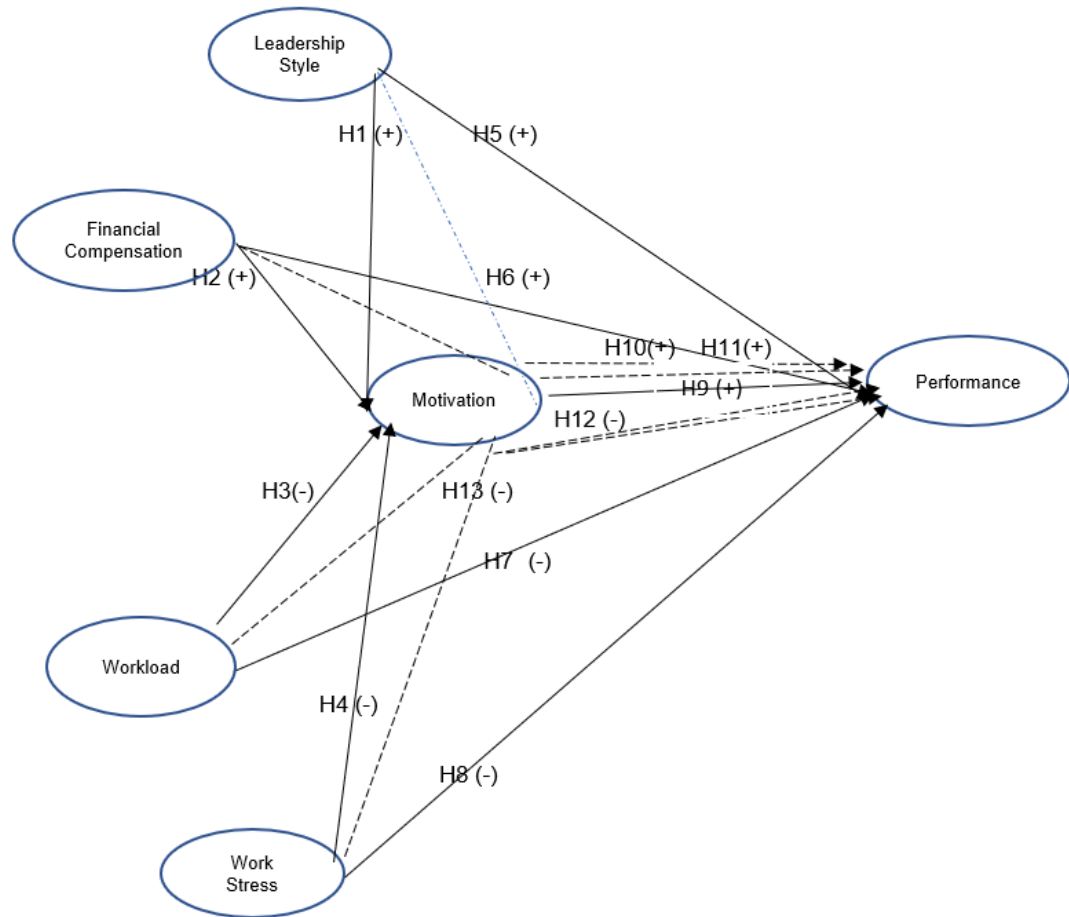 Leadership
Style
H1 (+)
H5 (+)
Financial
Compensation
H2 (+)
H6 (+)
H10(+)
H11(+)
Motivation
H9 (+)
Performance
H12 (-)
H3(-)
H13 (-)
H7 (-)
Workload
H4 (-)
H8 (-)
Work
Stress